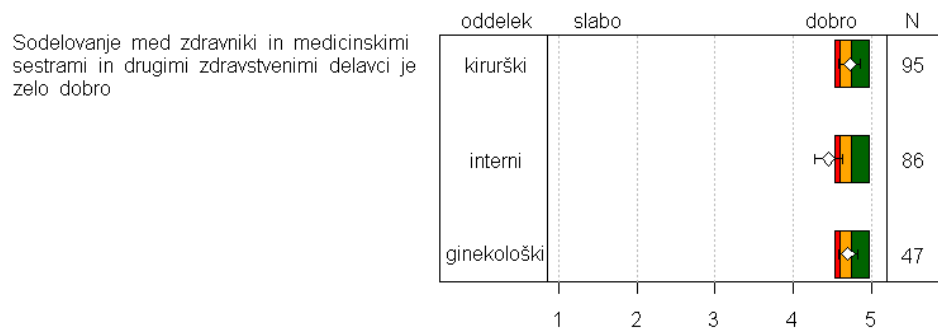 Sodelovanje med zdravniki in medicinskimi
sestrami in drugimi zdravstvenimi delavci je
zelo dobro
oddelek slabo dobro N
kirurški 95
interni 86
ginekološki 47
1 2 3 4 5